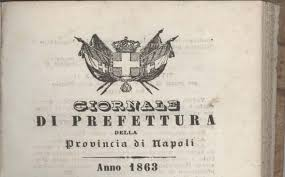 GIORNALE
DI PREFETTURA
DELLA
Provincia di Napoli
Anno 1863